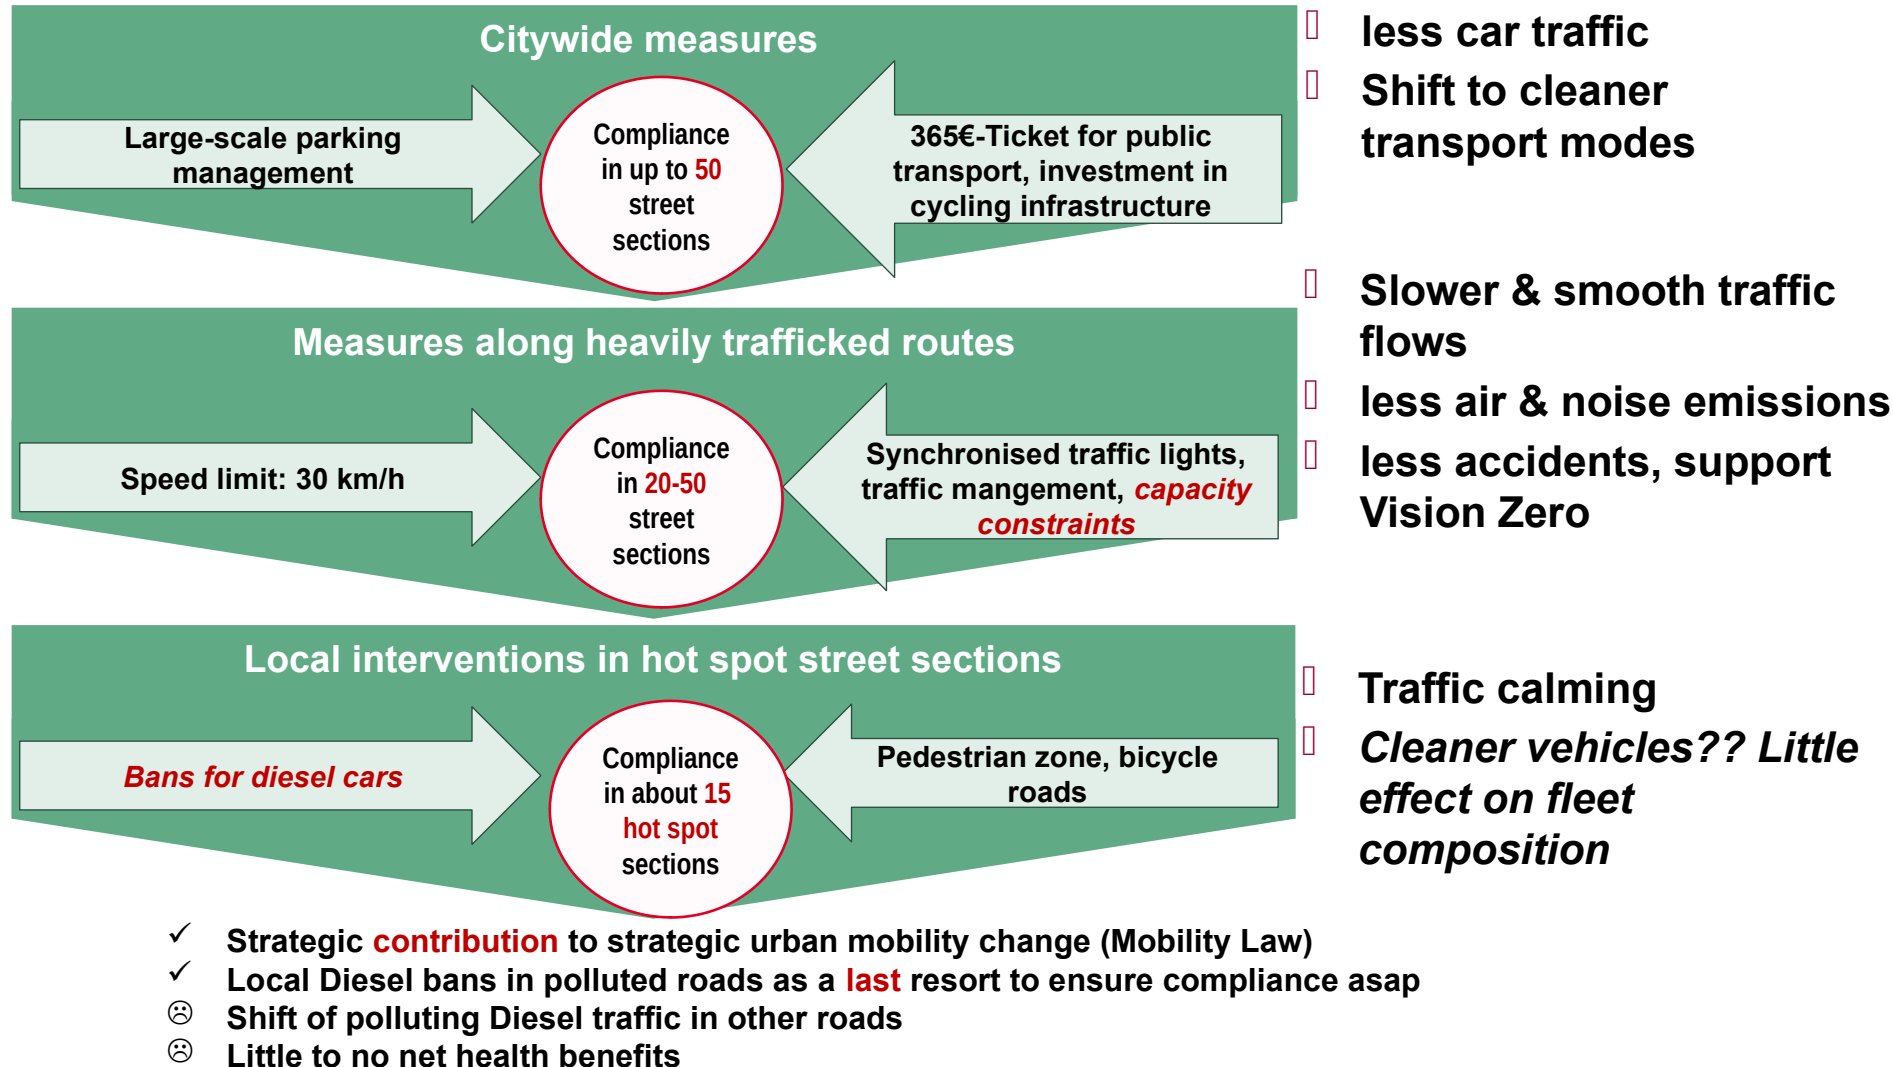 Citywide measures
Large-scale parking
management
Compliance
in up to 50
street
sections
365€-Ticket for public
transport, investment in
cycling infrastructure
less car traffic
Shift to cleaner
transport modes
Measures along heavily trafficked routes
Speed limit: 30 km/h
Compliance
in 20-50
street
sections
Synchronised traffic lights,
traffic mangement, capacity
constraints
Slower & smooth traffic
flows
less air & noise emissions
less accidents, support
Vision Zero
Local interventions in hot spot street sections
Bans for diesel cars
Compliance
in about 15
hot spot
sections
Pedestrian zone, bicycle
roads
Traffic calming
Cleaner vehicles?? Little
effect on fleet
composition
✓ Strategic contribution to strategic urban mobility change (Mobility Law)
✓ Local Diesel bans in polluted roads as a last resort to ensure compliance asap
☹ Shift of polluting Diesel traffic in other roads
☹ Little to no net health benefits